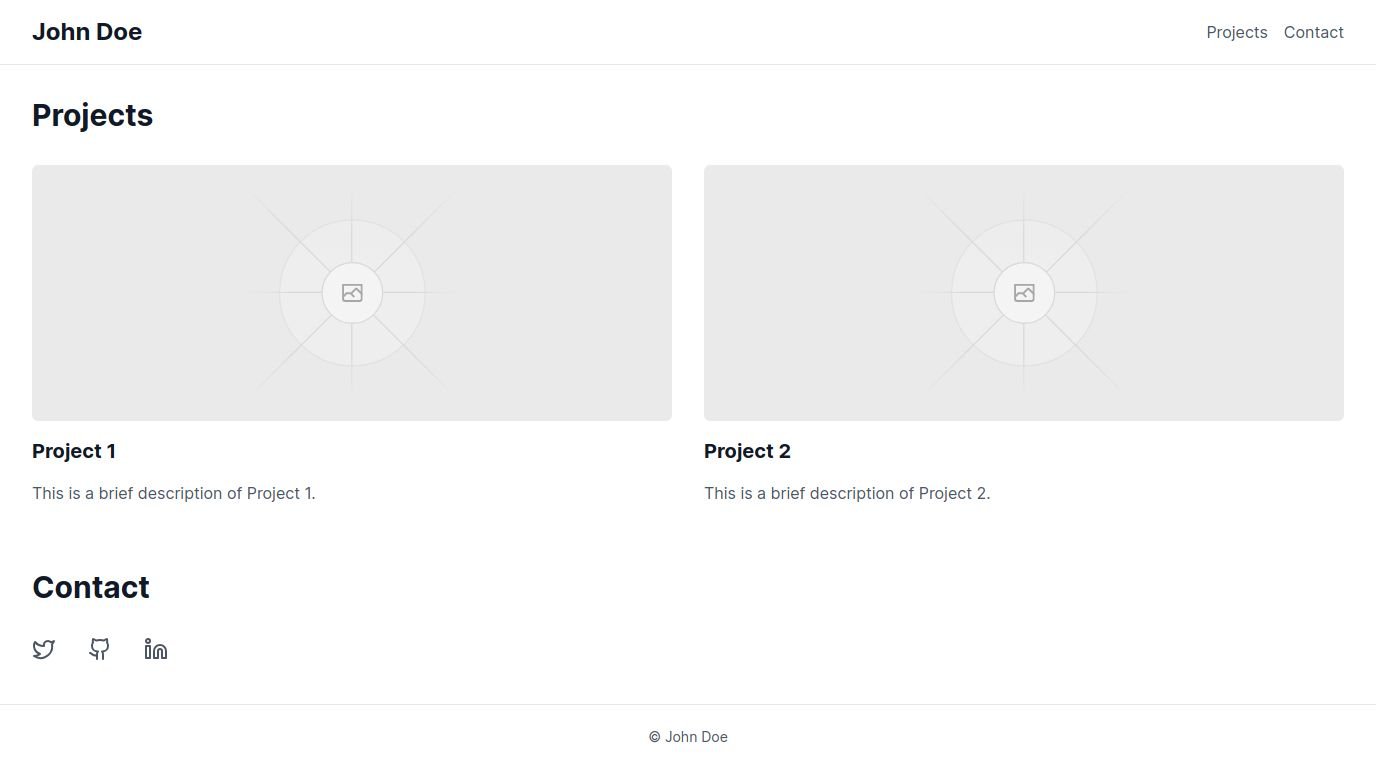 John Doe
Projects Contact
Projects
Project 1
This is a brief description of Project 1.
Project 2
This is a brief description of Project 2.
Contact
© John Doe